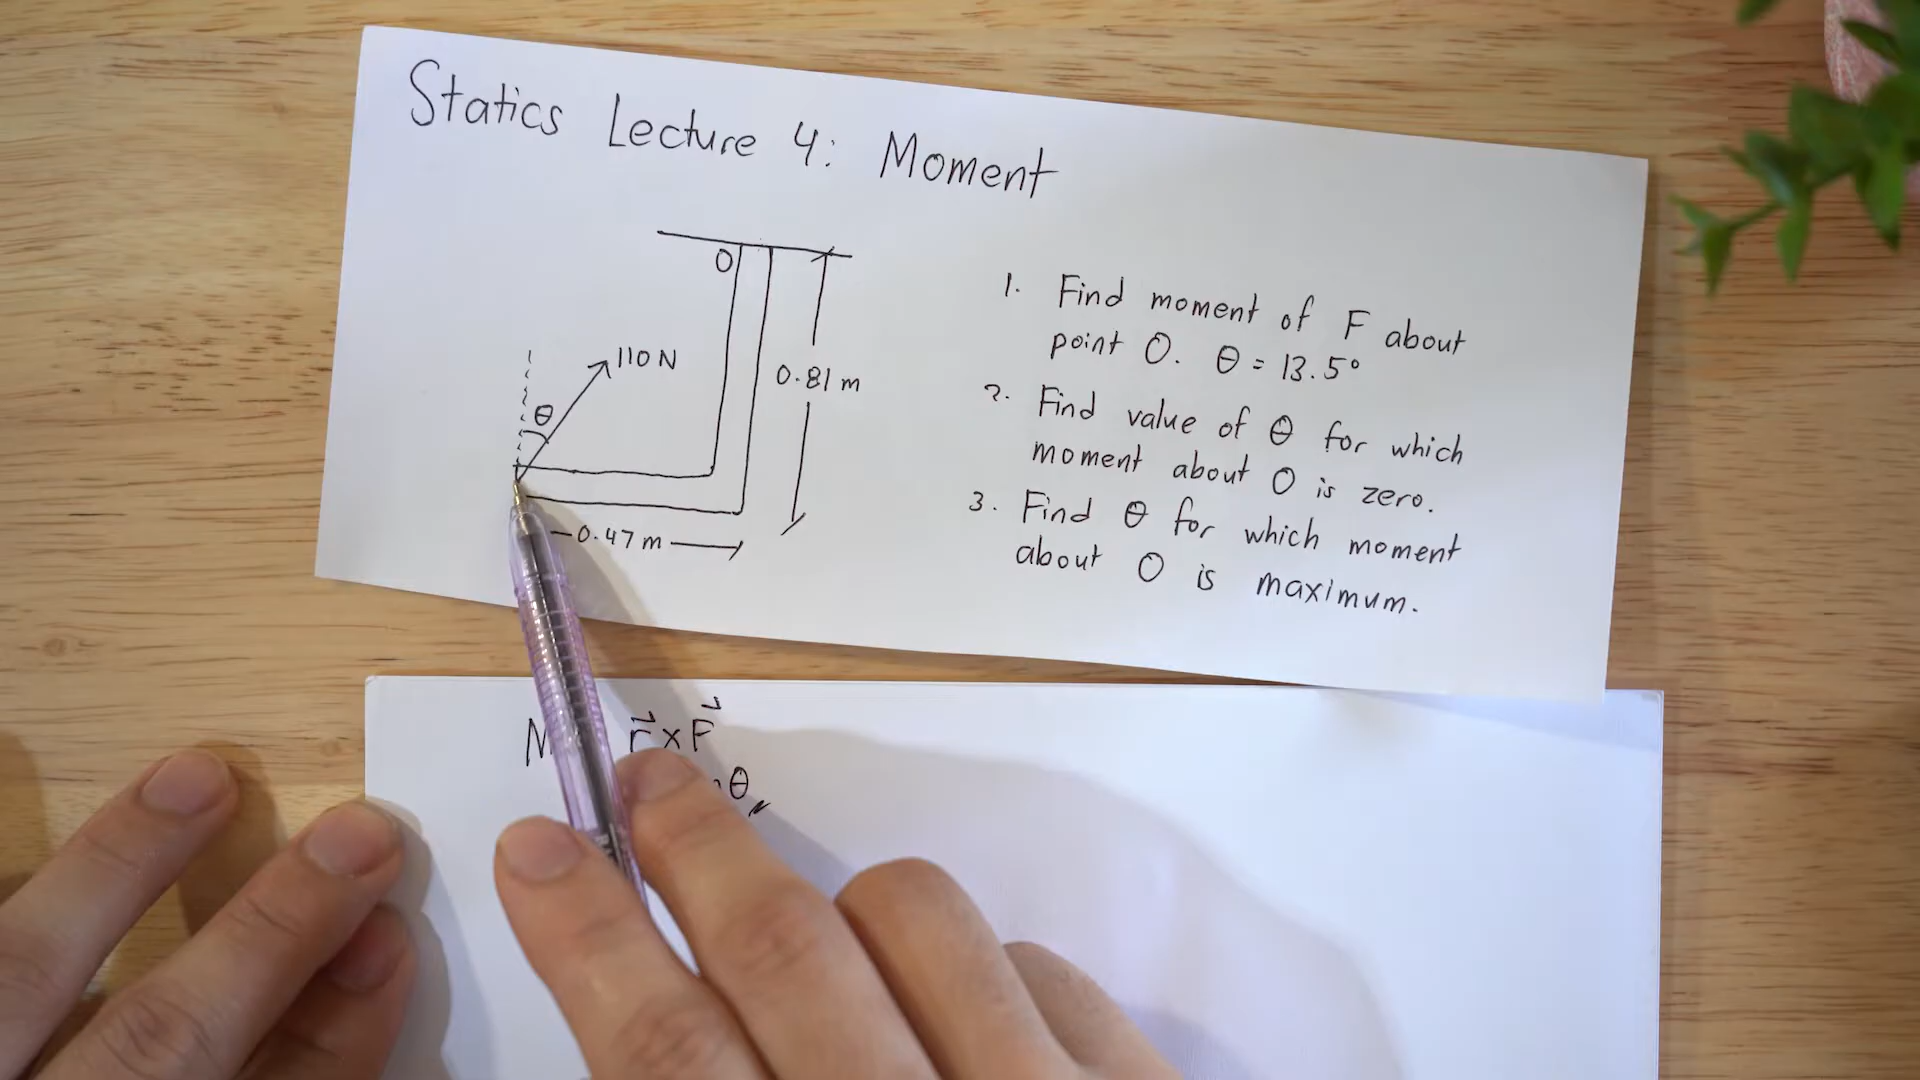 Statics Lecture 4: Moment
O
110 N
θ
0.81 m
0.47 m
1. Find moment of F about
point O. θ = 13.5°
2. Find value of θ for which
moment about O is zero.
3. Find θ for which moment
about O is maximum.
M r⃗ × F⃗
θ